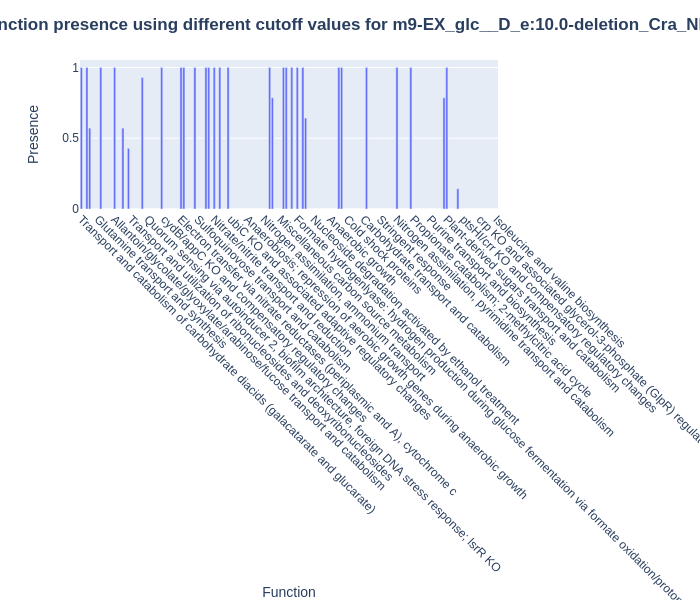 nction presence using different cutoff values for m9-EX_glc__D_e:10.0-deletion_Cra_N
1
0.5
0
Presence
Transport and catabolism of carbohydrate diacids (galacatarate and glucarate)
Glutamine transport and synthesis
Allantoin/glycolate/glyoxylate/arabinose/fucose transport and catabolism
Transport and utilization of ribonucleosides and deoxyribonucleosides
Quorum sensing via autoinducer 2, biofilm architecture, foreign DNA stress response; lsrR KO
cydB/appC KO and compensatory regulatory changes
Electron transfer via nitrate reductases (periplasmic and A), cytochrome c
Sulfoquinovose transport and catabolism
Nitrate/nitrite transport and reduction
ubiC KO and associated adaptive regulatory changes
Anaerobiosis, repression of aerobic growth genes during anaerobic growth
Nitrogen assimilation, ammonium transport
Miscellaneous carbon source metabolism
Formate hydrogenlyase: hydrogen production during glucose fermentation via formate oxidation/proto
Nucleoside degradation, activated by ethanol treatment
Anaerobic growth
Cold shock proteins
Carbohydrate transport and catabolism
Stringent response
Nitrogen assimilation, pyrimidine transport and catabolism
Propionate catabolism; 2-methylcitric acid cycle
Purine transport and biosynthesis
Plant-derived sugars transport and catabolism
ptsHI/crr KO and compensatory regulatory changes
crp KO and associated glycerol-3-phosphate (GlpR) regula
Isoleucine and valine biosynthesis
Function